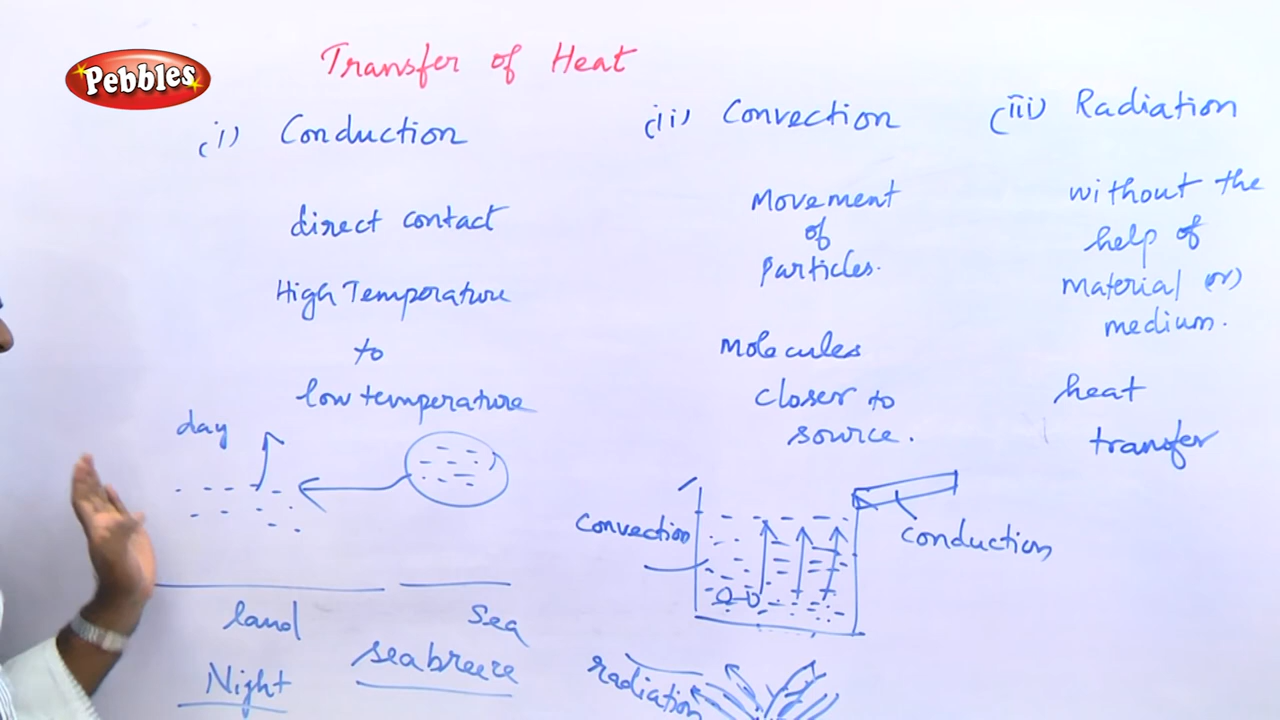 Pebbles
Transfer of Heat
(i) Conduction
direct contact
High Temperature
to
low temperature
day
land
Sea
sea breeze
Night
(ii) Convection
Movement
of
Particles.
Molecules
closer to
source.
Convection
conduction
radiation
(iii) Radiation
without the
help of
material (or)
medium.
heat
transfer